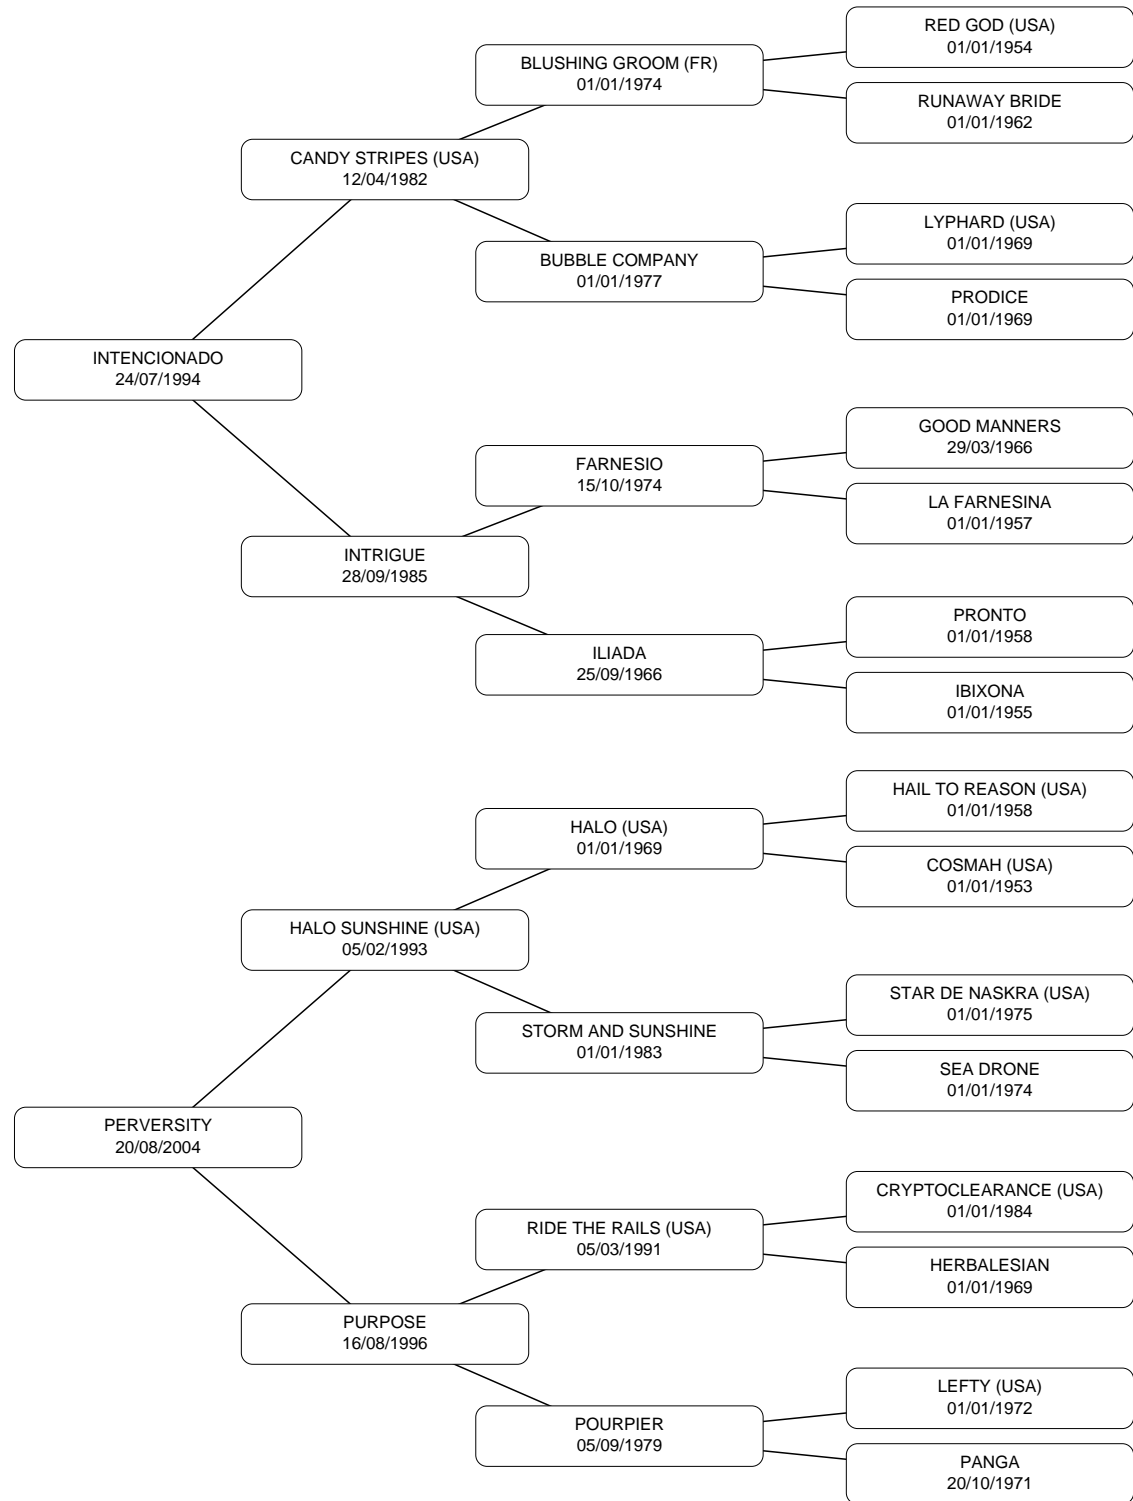 RED GOD (USA)
01/01/1954
BLUSHING GROOM (FR)
01/01/1974
RUNAWAY BRIDE
01/01/1962
CANDY STRIPES (USA)
12/04/1982
LYPHARD (USA)
01/01/1969
BUBBLE COMPANY
01/01/1977
PRODICE
01/01/1969
INTENCIONADO
24/07/1994
GOOD MANNERS
29/03/1966
FARNESIO
15/10/1974
LA FARNESINA
01/01/1957
INTRIGUE
28/09/1985
PRONTO
01/01/1958
ILIADA
25/09/1966
IBIXONA
01/01/1955
HAIL TO REASON (USA)
01/01/1958
HALO (USA)
01/01/1969
COSMAH (USA)
01/01/1953
HALO SUNSHINE (USA)
05/02/1993
STAR DE NASKRA (USA)
01/01/1975
STORM AND SUNSHINE
01/01/1983
SEA DRONE
01/01/1974
PERVERSITY
20/08/2004
CRYPTOCLEARANCE (USA)
01/01/1984
RIDE THE RAILS (USA)
05/03/1991
HERBALESIAN
01/01/1969
PURPOSE
16/08/1996
LEFTY (USA)
01/01/1972
POURPIER
05/09/1979
PANGA
20/10/1971